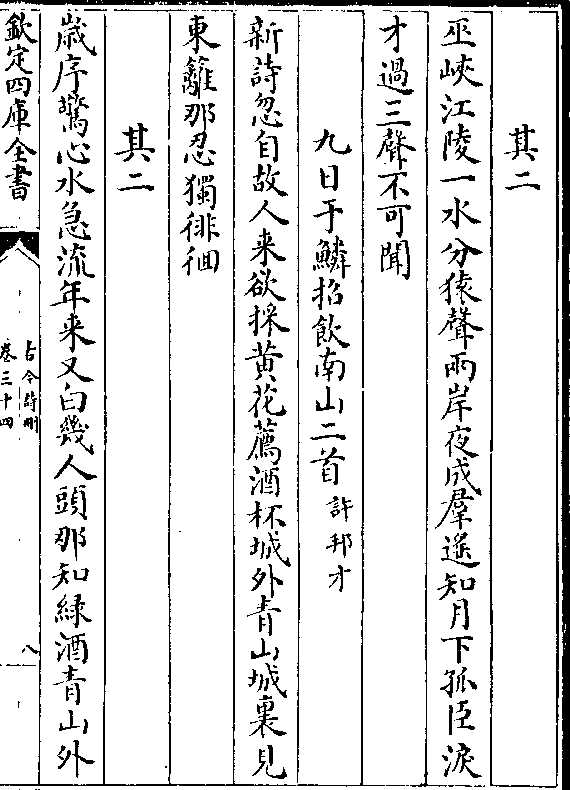 其二
巫峽江陵一水分猿聲兩岸夜成羣遙知月下孤臣淚
才過三聲不可聞
九日于鱗招飲南山二首 許邦才
新詩忽自故人来欲採黄花薦酒杯城外青山城裏見
東籬那忍獨徘徊
其二
歲序驚心水急流年来又白幾人頭那知綠酒青山外
欽定四庫全書
古今詩刪
卷三十四
八